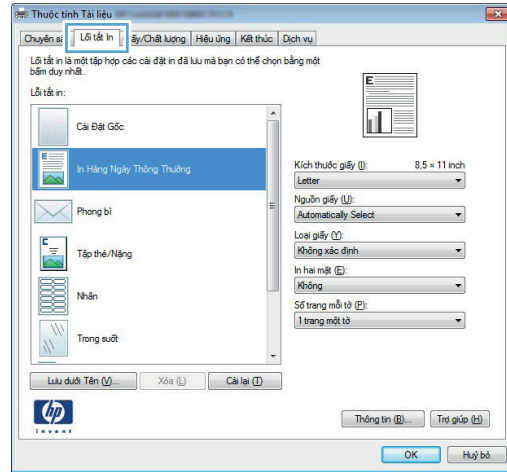 Thuộc tính Tài liệu
Chuyên sâ
Lối tắt In
ấy/Chất lượng
Hiệu ứng
Kết thúc
Dịch vụ
Lối tắt in là một tập hợp các cài đặt in đã lưu mà bạn có thể chọn bằng một
bấm duy nhất.
Lối tắt in:
Cài Đặt Gốc
In Hàng Ngày Thông Thường
Phong bì
Tập thẻ/Nặng
Nhãn
Trong suốt
Lưu dưới Tên (V)...
Xóa (L)
Cài lại (T)
E
Kích thước giấy (I):
8,5 × 11 inch
Letter
Nguồn giấy (U):
Automatically Select
Loại giấy (Y):
Không xác định
In hai mặt (E):
Không
Số trang mỗi tờ (P):
1 trang một tờ
hp
invent
Thông tin (B)...
Trợ giúp (H)
OK
Huỷ bỏ